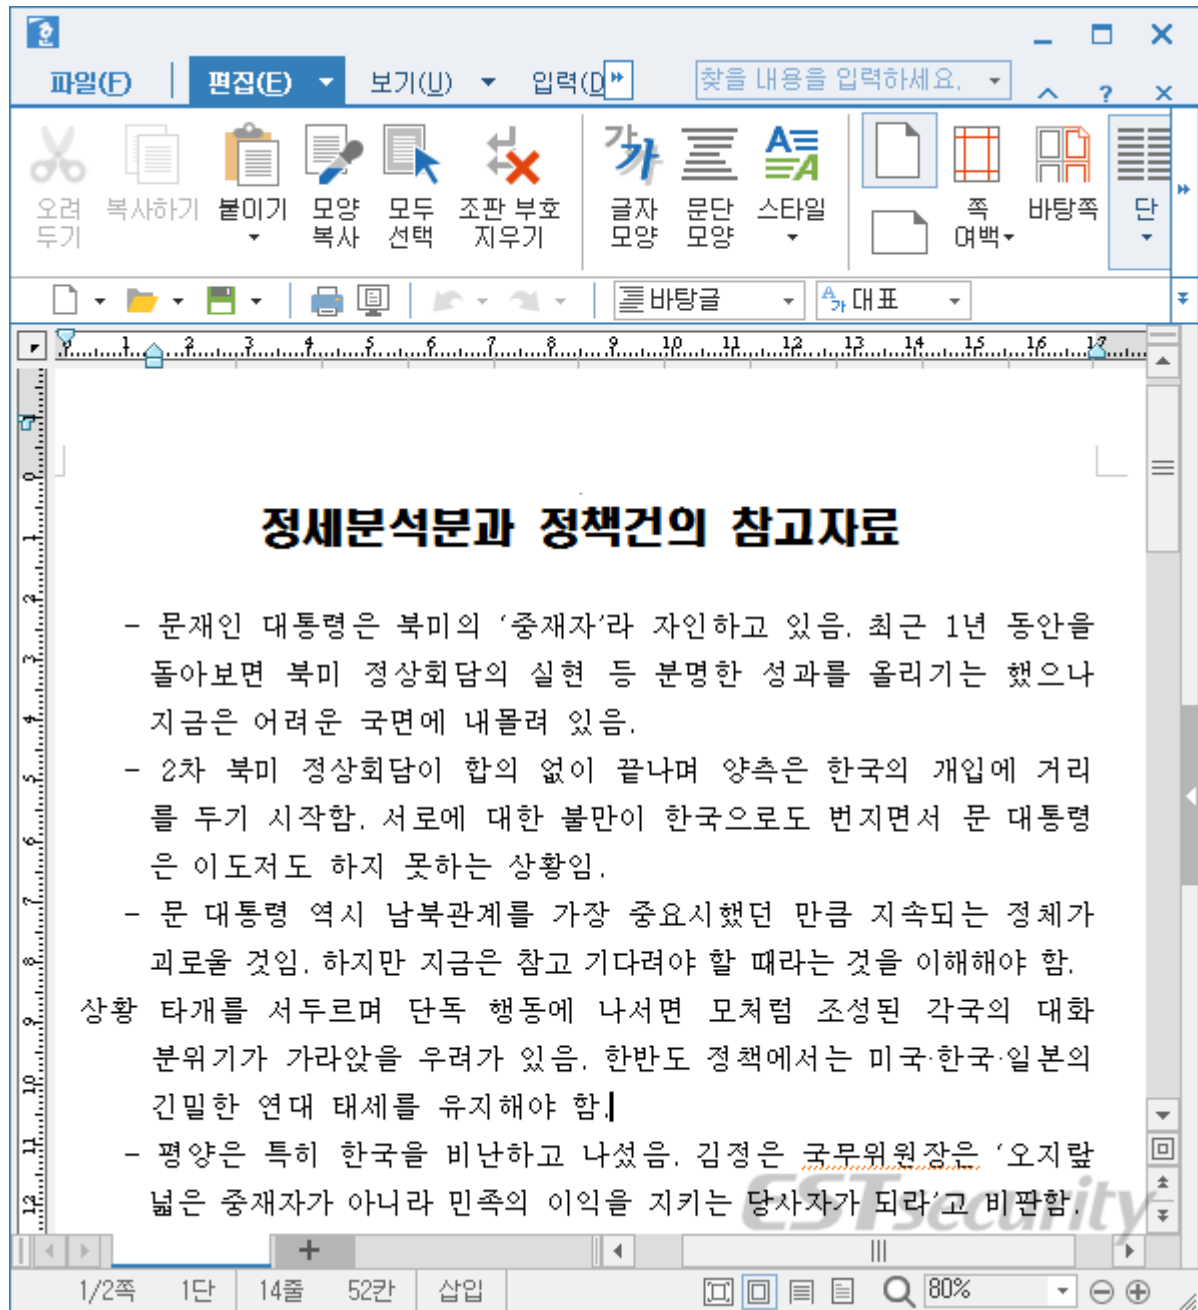 파일(F) 편집(E) 보기(U) 입력(D 찾을 내용을 입력하세요. ?
오려 두기 복사하기 붙이기 모양 복사 모두 선택 조판 부호 지우기 글자 모양 문단 모양 스타일 쪽 여백 바탕쪽 단
바탕글 대표
1 2 3 4 5 6 7 8 9 10 11 12 13 14 15 16 17
정세분석분과 정책건의 참고자료
- 문재인 대통령은 북미의 ‘중재자’라 자인하고 있음. 최근 1년 동안을
돌아보면 북미 정상회담의 실현 등 분명한 성과를 올리기는 했으나
지금은 어려운 국면에 내몰려 있음.
- 2차 북미 정상회담이 합의 없이 끝나며 양측은 한국의 개입에 거리
를 두기 시작함. 서로에 대한 불만이 한국으로도 번지면서 문 대통령
은 이도저도 하지 못하는 상황임.
- 문 대통령 역시 남북관계를 가장 중요시했던 만큼 지속되는 정체가
괴로울 것임. 하지만 지금은 참고 기다려야 할 때라는 것을 이해해야 함.
상황 타개를 서두르며 단독 행동에 나서면 모처럼 조성된 각국의 대화
분위기가 가라앉을 우려가 있음. 한반도 정책에서는 미국·한국·일본의
긴밀한 연대 태세를 유지해야 함.
- 평양은 특히 한국을 비난하고 나섰음. 김정은 국무위원장은 ‘오지랖
넓은 중재자가 아니라 민족의 이익을 지키는 당사자가 되라’고 비판함.
ESTsecurity
1/2쪽 1단 14줄 52칸 삽입 80%